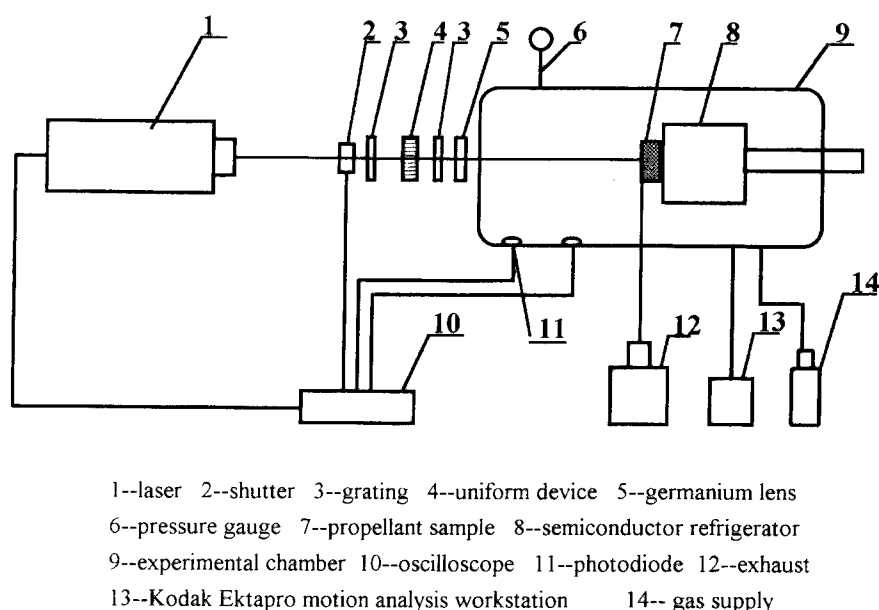 1
2 3 4 3 5 6 7 8 9
10 11 12 13 14
1--laser 2--shutter 3--grating 4--uniform device 5--germanium lens
6--pressure gauge 7--propellant sample 8--semiconductor refrigerator
9--experimental chamber 10--oscilloscope 11--photodiode 12--exhaust
13--Kodak Ektapro motion analysis workstation 14-- gas supply